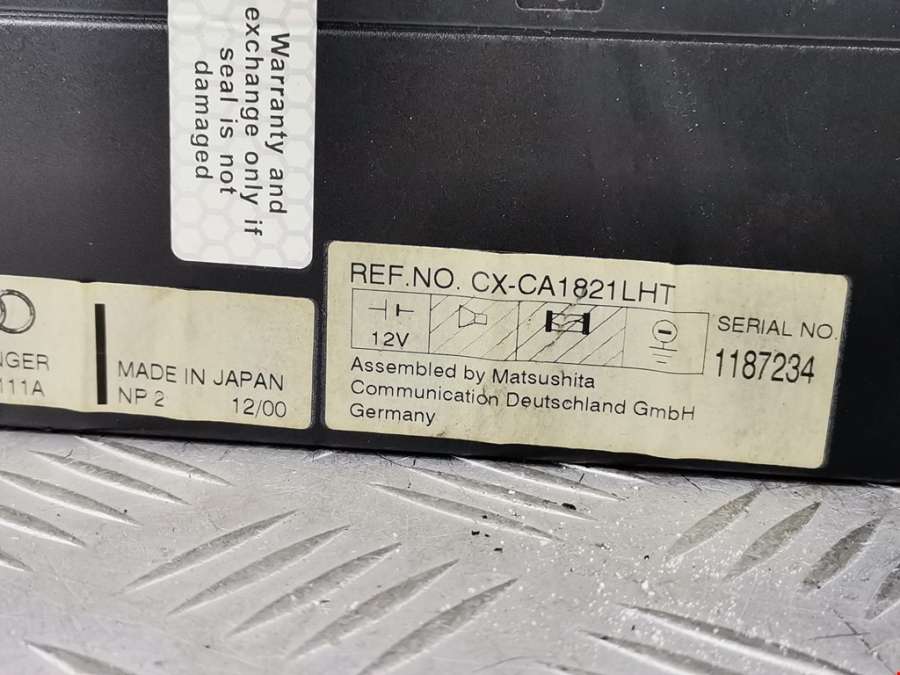 Warranty and
exchange only if
seal is not
damaged
NGER
111A
MADE IN JAPAN
NP 2 12/00
REF.NO. CX-CA1821LHT
12V
SERIAL NO.
1187234
Assembled by Matsushita
Communication Deutschland GmbH
Germany